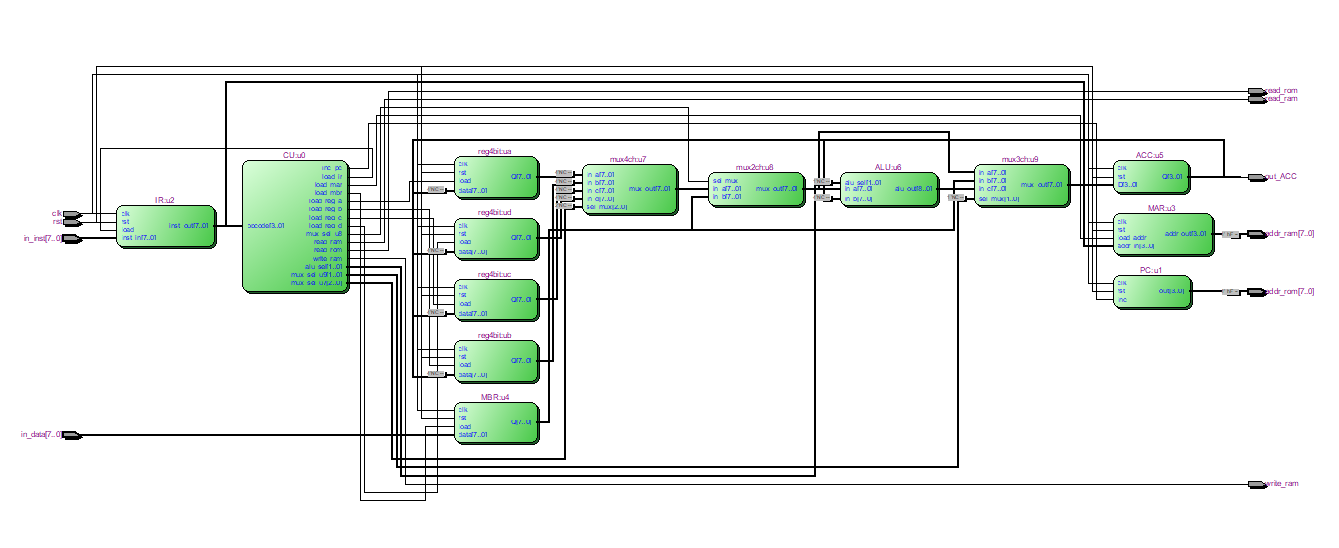 clk
rst
in_inst[7..0]
in_data[7..0]
IR:u2
clk
rst
load
inst_in[7..0]
inst_out[7..0]
CU:u0
opcode[3..0]
inc_pc
load_ir
load_mar
load_mbr
load_reg_a
load_reg_b
load_reg_c
load_reg_d
mux_sel_u8
read_ram
read_rom
write_ram
alu_sel[1..0]
mux_sel_u9[1..0]
mux_sel_u7[2..0]
reg4bit:ua
clk
rst
load
data[7..0]
Q[7..0]
reg4bit:ud
clk
rst
load
data[7..0]
Q[7..0]
reg4bit:uc
clk
rst
load
data[7..0]
Q[7..0]
reg4bit:ub
clk
rst
load
data[7..0]
Q[7..0]
MBR:u4
clk
rst
load
data[7..0]
Q[7..0]
mux4ch:u7
in_a[7..0]
in_b[7..0]
in_c[7..0]
in_d[7..0]
sel_mux[2..0]
mux_out[7..0]
mux2ch:u8
sel_mux
in_a[7..0]
in_b[7..0]
mux_out[7..0]
ALU:u6
alu_sel[1..0]
in_a[7..0]
in_b[7..0]
alu_out[8..0]
mux3ch:u9
in_a[7..0]
in_b[7..0]
in_c[7..0]
sel_mux[1..0]
mux_out[7..0]
ACC:u5
clk
rst
D[3..0]
Q[3..0]
MAR:u3
clk
rst
load_addr
addr_in[3..0]
addr_out[3..0]
PC:u1
clk
rst
inc
out[3..0]
read_rom
read_ram
out_ACC
addr_ram[7..0]
addr_rom[7..0]
write_ram